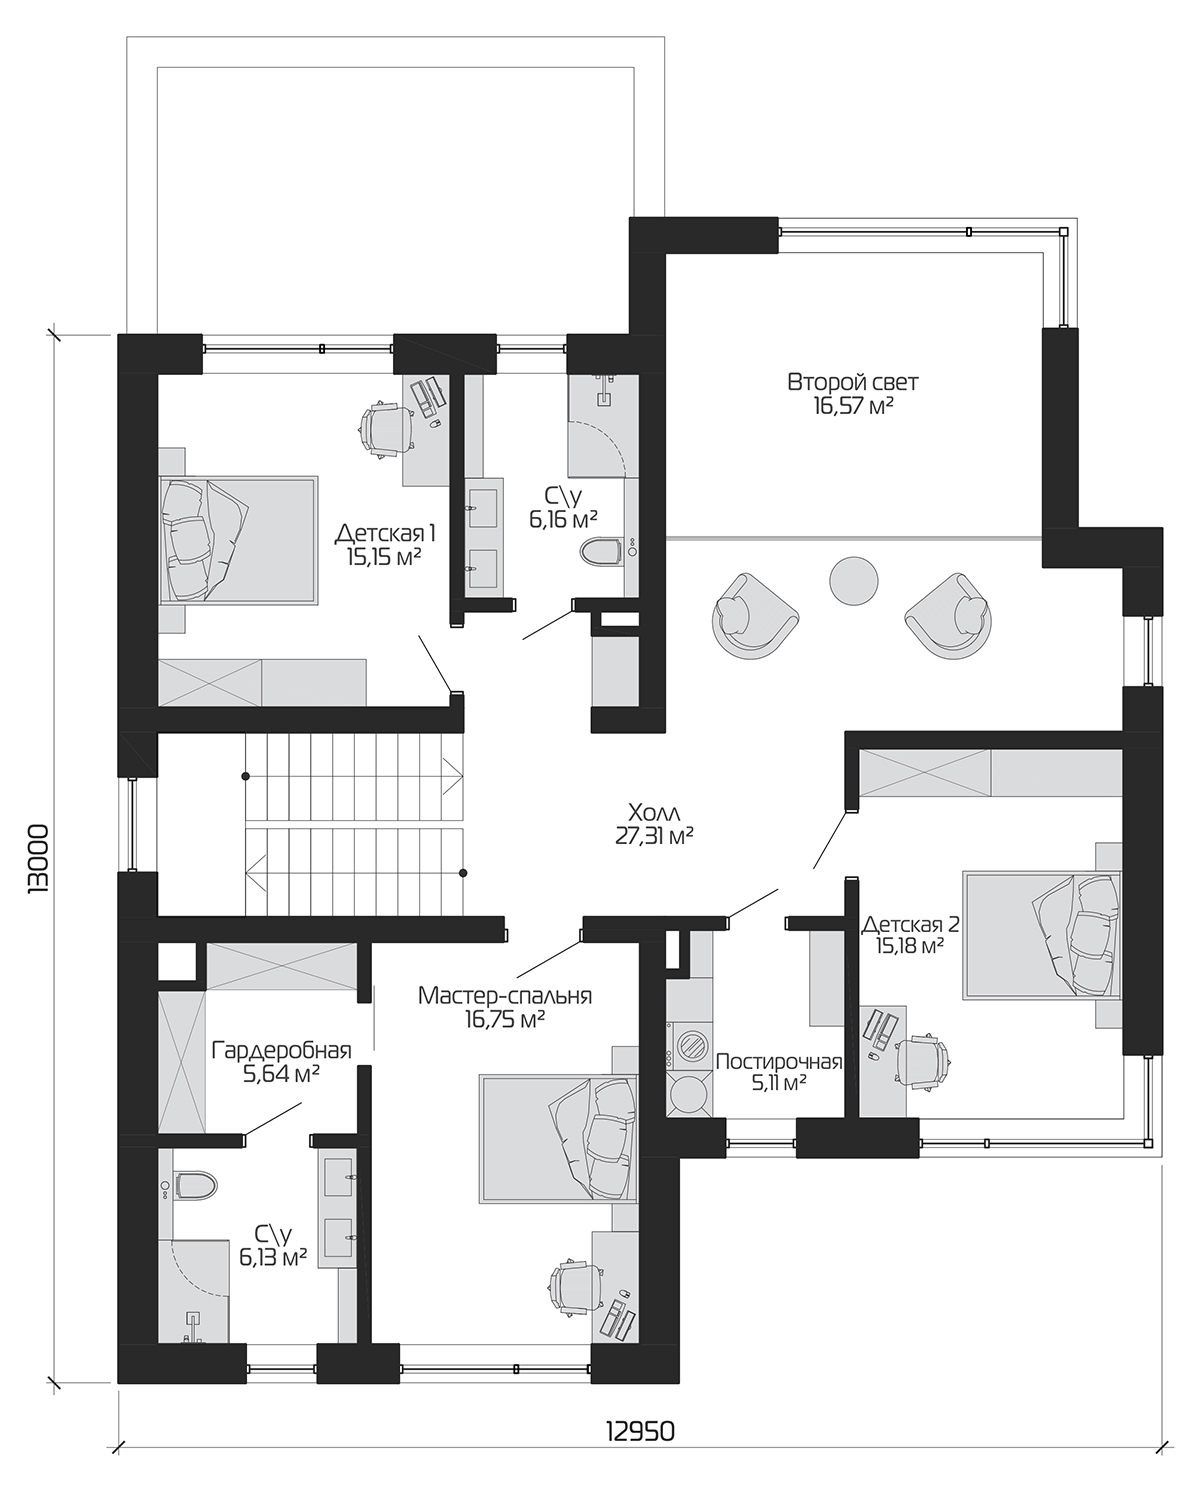 Второй свет
16,57 м²
С\у
6,16 м²
Детская 1
15,15 м²
Холл
27,31 м²
13000
Детская 2
15,18 м²
Мастер-спальня
16,75 м²
Гардеробная
5,64 м²
Постирочная
5,11 м²
С\у
6,13 м²
12950